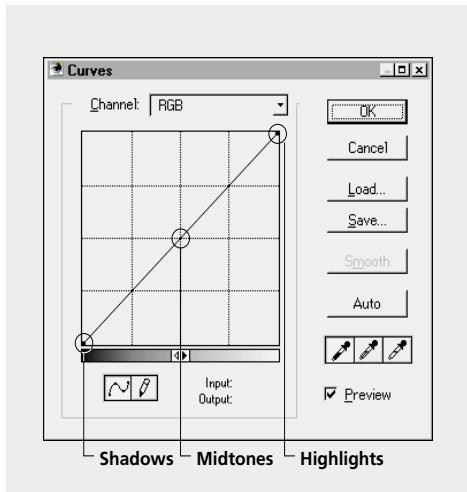 Curves
Channel: RGB
OK
Cancel
Load...
Save...
Smooth
Auto
Input:
Output:
Preview
Shadows Midtones Highlights